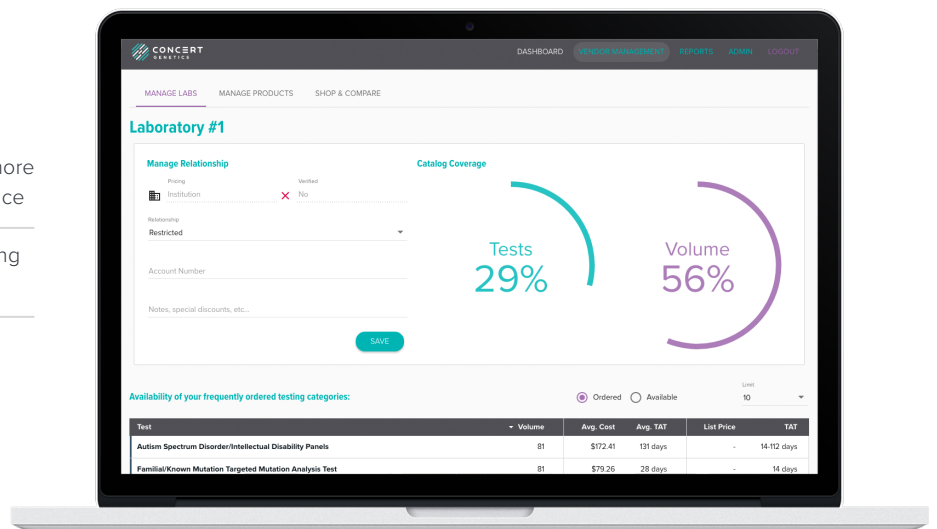 ore
ce
ng
CONCERT
GENETICS
DASHBOARD VENDOR MANAGEMENT REPORTS ADMIN LOGOUT
MANAGE LABS MANAGE PRODUCTS SHOP & COMPARE
Laboratory #1
Manage Relationship
Catalog Coverage
Pricing Verified
Institution No
Relationship
Restricted
Account Number
Notes, special discounts, etc...
SAVE
Tests
29%
Volume
56%
Availability of your frequently ordered testing categories:
Ordered Available
Limit
10
Test Volume Avg. Cost Avg. TAT List Price TAT
Autism Spectrum Disorder/Intellectual Disability Panels 81 $172.41 131 days - 14-112 days
Familial/Known Mutation Targeted Mutation Analysis Test 81 $79.26 28 days - 14 days